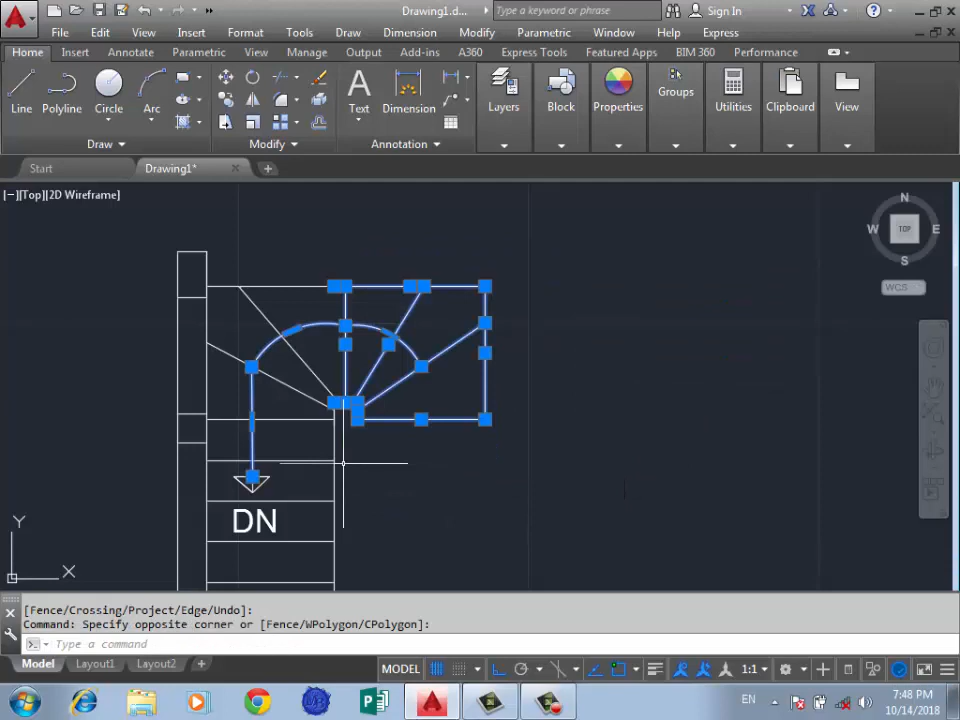 Drawing1.d...
Type a keyword or phrase
Sign In
File Edit View Insert Format Tools Draw Dimension Modify Parametric Window Help Express
Home Insert Annotate Parametric View Manage Output Add-ins A360 Express Tools Featured Apps BIM 360 Performance
Line Polyline Circle Arc Text Dimension Layers Block Properties Groups Utilities Clipboard View
Draw Modify Annotation
Start Drawing1*
[−][Top][2D Wireframe]
N
W TOP E
S
WCS
DN
Y
X
[Fence/Crossing/Project/Edge/Undo]:
Command: Specify opposite corner or [Fence/WPolygon/CPolygon]:
Type a command
Model Layout1 Layout2
MODEL 1:1
EN
7:48 PM
10/14/2018